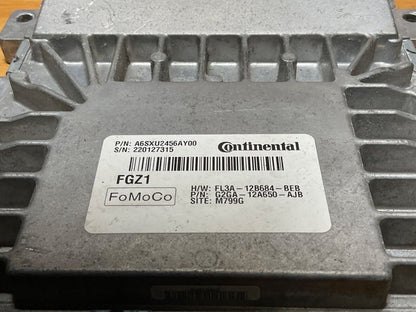 P/N: A6SXU2456AY00
S/N: 220127315
Continental
FGZ1
FoMoCo
H/W: FL3A-12B684-BEB
P/N: G2GA-12A650-AJB
SITE: M799G